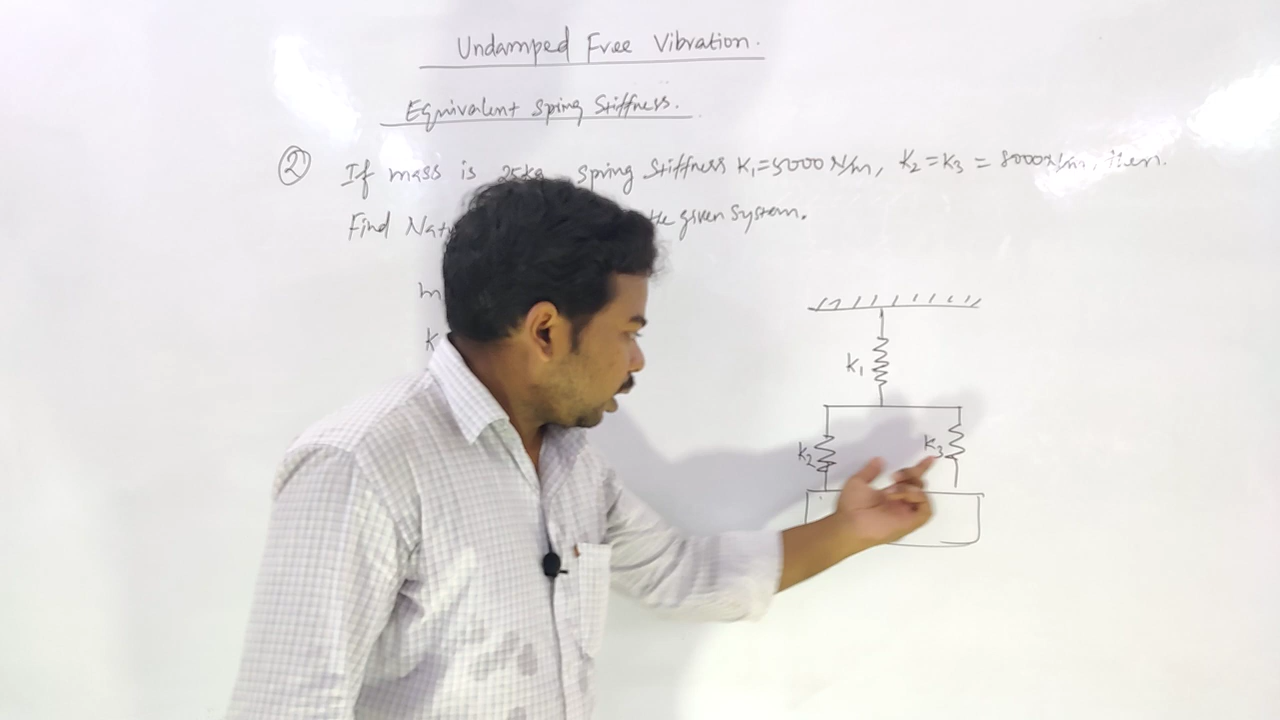 Undamped Free Vibration.
Equivalent Spring Stiffness.
② If mass is 25kg, Spring Stiffness K₁=5000 N/m, K₂=K₃ = 8000N/m, then.
Find the given System.
m
k
K₁
K₂
K₃